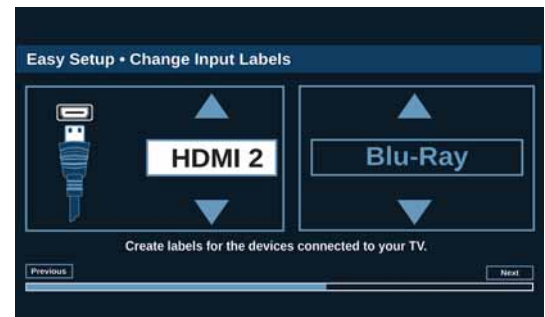 Easy Setup • Change Input Labels
HDMI 2
Blu-Ray
Create labels for the devices connected to your TV.
Previous
Next